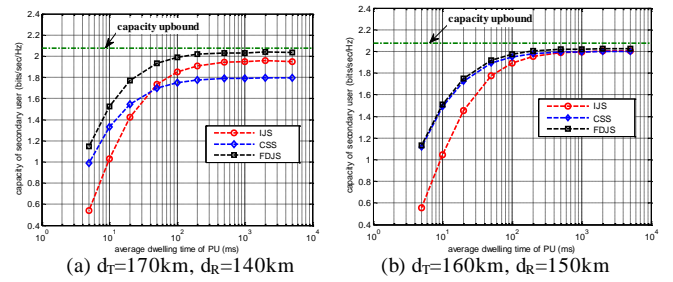 capacity upbound
2.4
2.2
2
1.8
1.6
1.4
1.2
1
0.8
0.6
0.4
capacity of secondary user (bits/sec/Hz)
IJS
CSS
FDJS
10^0 10^1 10^2 10^3 10^4
average dwelling time of PU (ms)
(a) d_T=170km, d_R=140km
capacity upbound
2.4
2.2
2
1.8
1.6
1.4
1.2
1
0.8
0.6
0.4
capacity of secondary user (bits/sec/Hz)
IJS
CSS
FDJS
10^0 10^1 10^2 10^3 10^4
average dwelling time of PU (ms)
(b) d_T=160km, d_R=150km